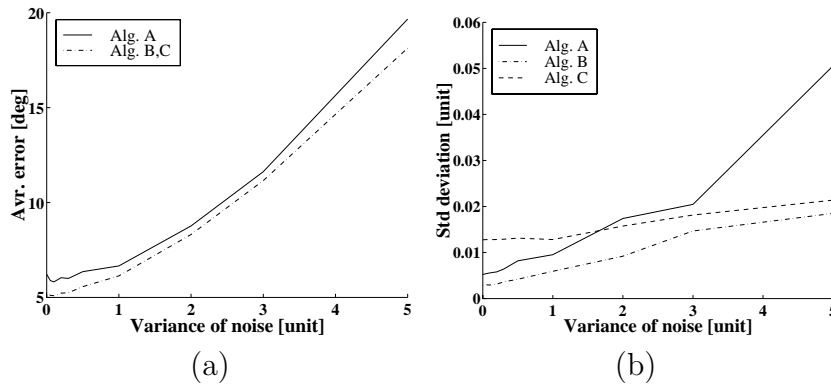 20
15
10
5
0
1
2
3
4
5
Avr. error [deg]
Variance of noise [unit]
Alg. A
Alg. B,C
(a)
0.06
0.06
0.04
0.03
0.02
0.01
0
0
1
2
3
4
5
Std deviation [unit]
Variance of noise [unit]
Alg. A
Alg. B
Alg. C
(b)